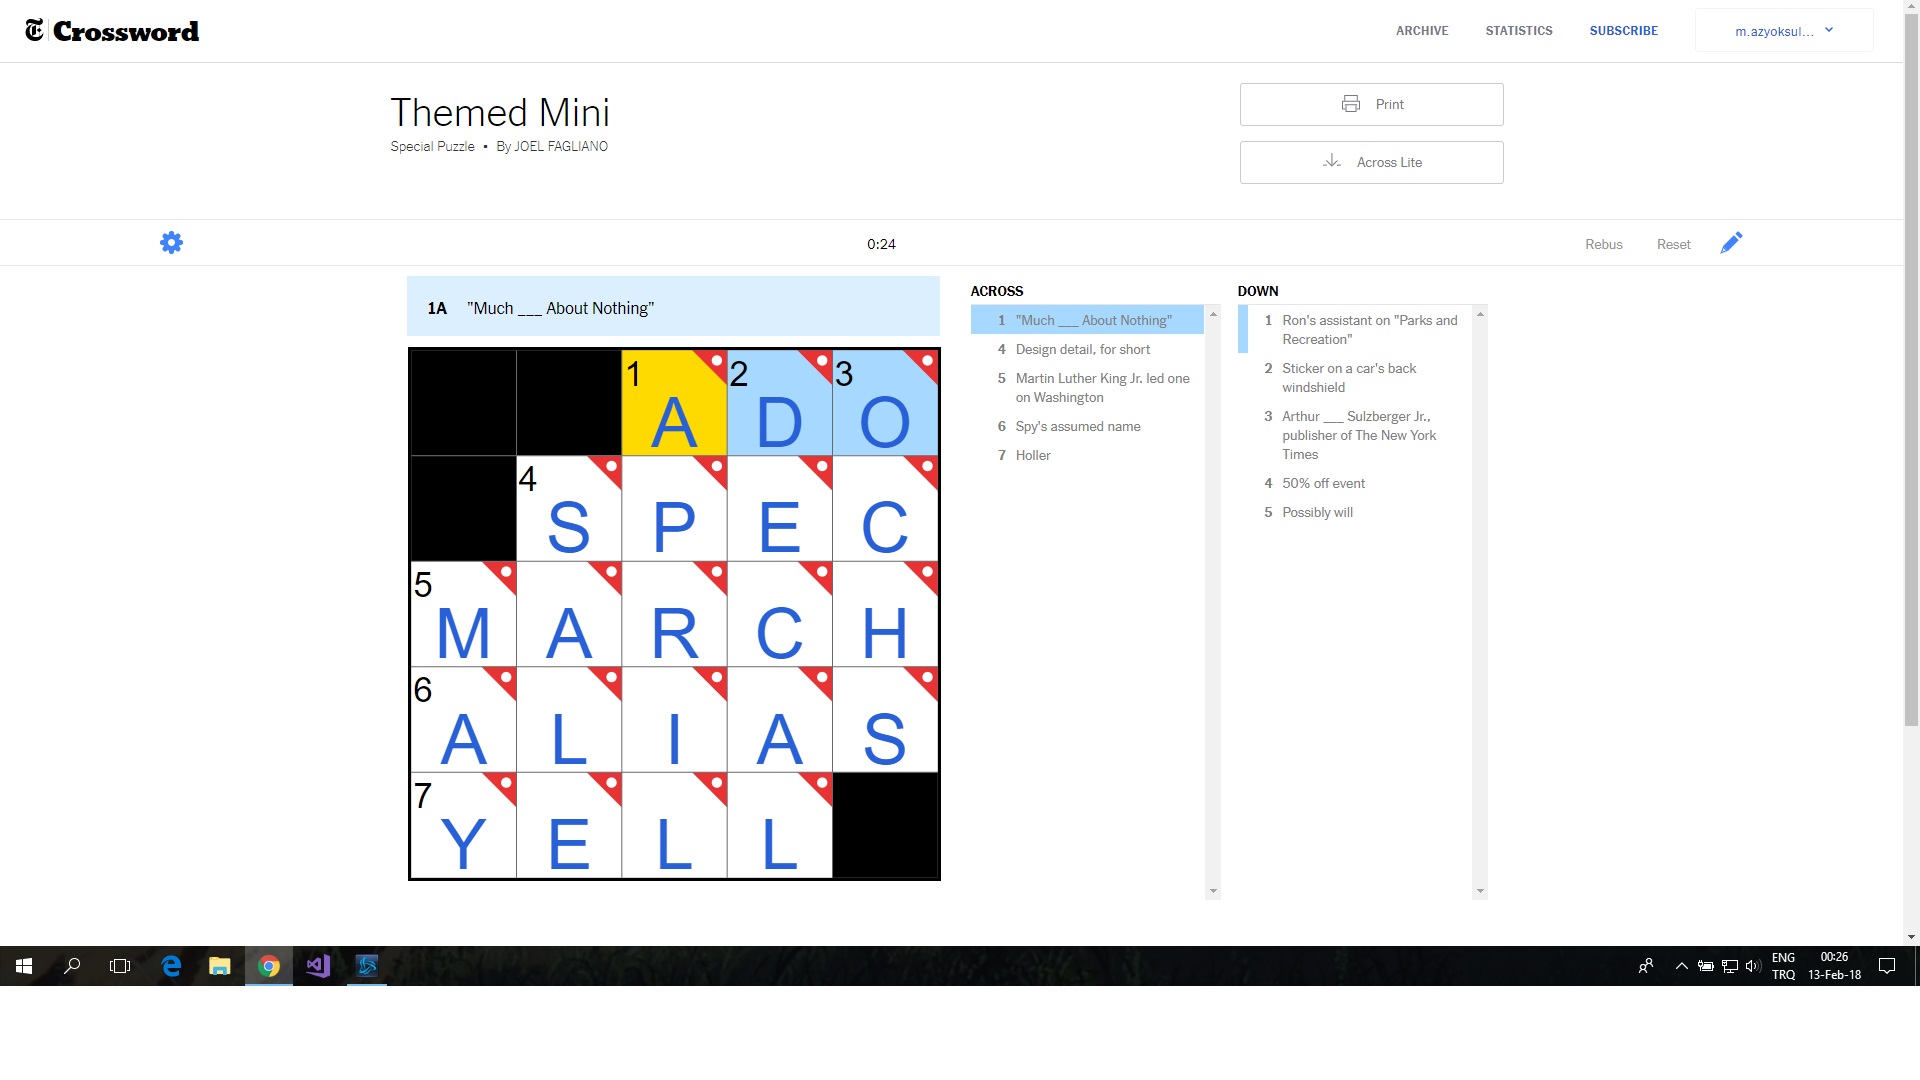 Crossword
ARCHIVE STATISTICS SUBSCRIBE m.azyoksul...
Themed Mini
Special Puzzle • By JOEL FAGLIANO
Print
Across Lite
0:24
Rebus Reset
1A "Much ___ About Nothing"
1 A 2 D 3 O
4 S P E C
5 M A R C H
6 A L I A S
7 Y E L L
ACROSS
1 "Much ___ About Nothing"
4 Design detail, for short
5 Martin Luther King Jr. led one
on Washington
6 Spy's assumed name
7 Holler
DOWN
1 Ron's assistant on "Parks and
Recreation"
2 Sticker on a car's back
windshield
3 Arthur ___ Sulzberger Jr.,
publisher of The New York
Times
4 50% off event
5 Possibly will
ENG
TRQ
00:26
13-Feb-18